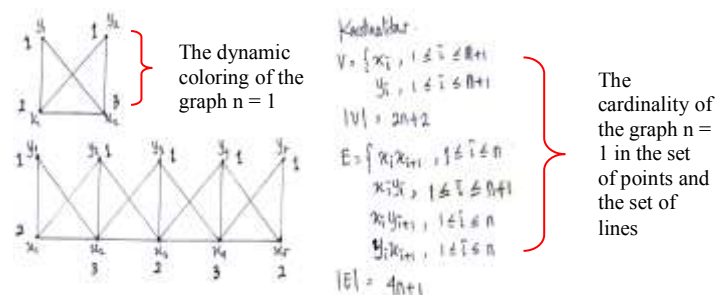 1 y₁ 1 y₂
2 x₁ 3 x₂
The dynamic
coloring of the
graph n = 1
1 y₁ y₂ 1 y₃ 1 y₄ 1 y₅ 1
2
x₁ x₂ x₃ x₄ x₅
3 2 3 2
Kardinalitas.
V = { xᵢ , 1 ≤ i ≤ n+1
yᵢ , 1 ≤ i ≤ n+1
|V| = 2n+2
E = { xᵢxᵢ₊₁ , 1 ≤ i ≤ n
xᵢyᵢ , 1 ≤ i ≤ n+1
xᵢyᵢ₊₁ , 1 ≤ i ≤ n
yᵢxᵢ₊₁ , 1 ≤ i ≤ n
|E| = 4n+1
The
cardinality of
the graph n =
1 in the set
of points and
the set of
lines